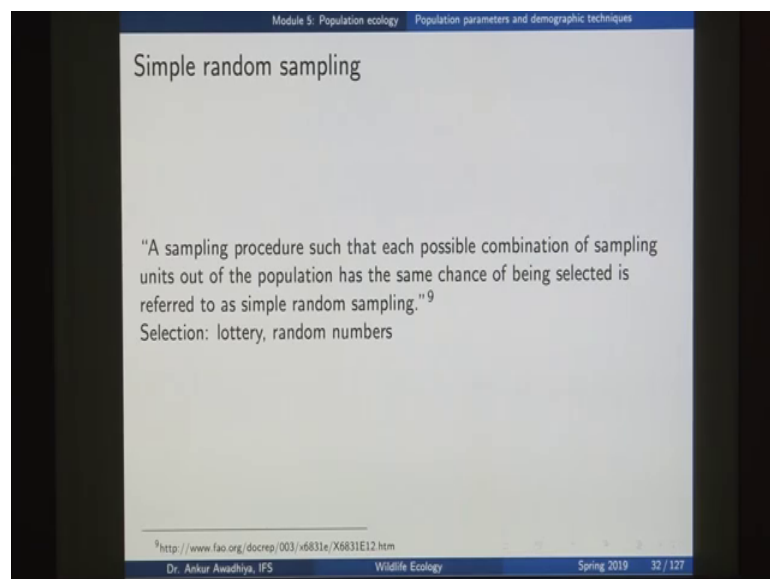 Module 5: Population ecology Population parameters and demographic techniques
Simple random sampling
"A sampling procedure such that each possible combination of sampling
units out of the population has the same chance of being selected is
referred to as simple random sampling."9
Selection: lottery, random numbers
9http://www.fao.org/docrep/003/x6831e/X6831E12.htm
Dr. Ankur Awadhiya, IFS Wildlife Ecology Spring 2019 32 / 127